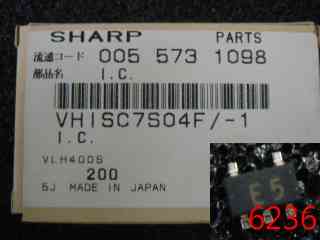 SHARP PARTS
流通コード 005 573 1098
部品名 I.C.
VHISC7S04F/-1
I.C.
VLH400S
200
5J MADE IN JAPAN
E5
6236